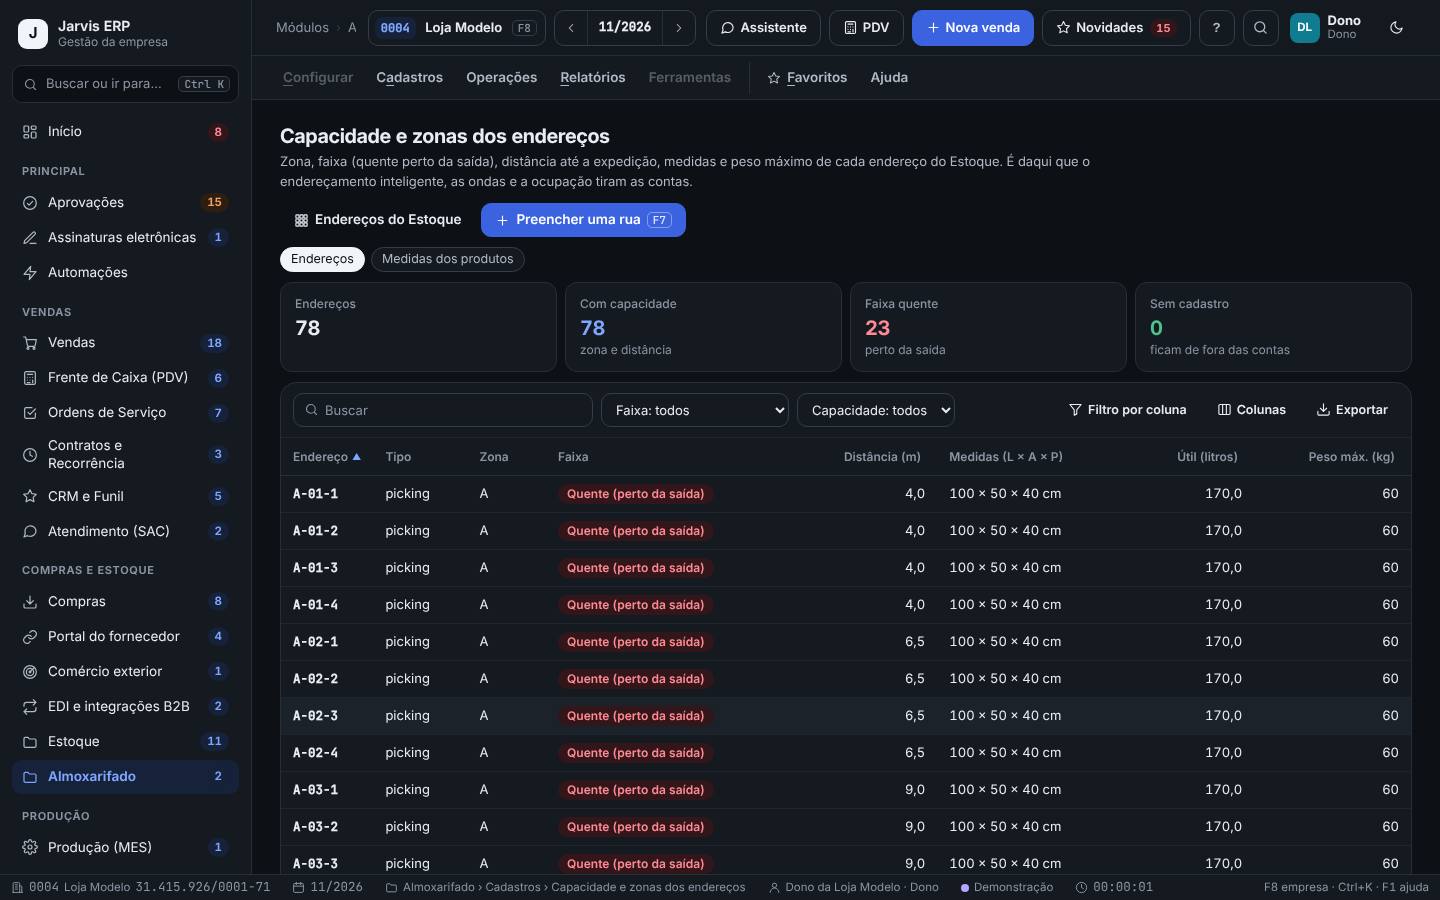 J
Jarvis ERP
Gestão da empresa
Buscar ou ir para... Ctrl K
Início 8
PRINCIPAL
Aprovações 15
Assinaturas eletrônicas 1
Automações
VENDAS
Vendas 18
Frente de Caixa (PDV) 6
Ordens de Serviço 7
Contratos e
Recorrência 3
CRM e Funil 5
Atendimento (SAC) 2
COMPRAS E ESTOQUE
Compras 8
Portal do fornecedor 4
Comércio exterior 1
EDI e integrações B2B 2
Estoque 11
Almoxarifado 2
PRODUÇÃO
Produção (MES) 1
Módulos › A 0004 Loja Modelo F8 ‹ 11/2026 › Assistente PDV + Nova venda Novidades 15 ? DL Dono
Dono
Configurar Cadastros Operações Relatórios Ferramentas Favoritos Ajuda
Capacidade e zonas dos endereços
Zona, faixa (quente perto da saída), distância até a expedição, medidas e peso máximo de cada endereço do Estoque. É daqui que o
endereçamento inteligente, as ondas e a ocupação tiram as contas.
Endereços do Estoque + Preencher uma rua F7
Endereços Medidas dos produtos
Endereços
78
Com capacidade
78
zona e distância
Faixa quente
23
perto da saída
Sem cadastro
0
ficam de fora das contas
Buscar Faixa: todos Capacidade: todos Filtro por coluna Colunas Exportar
Endereço ▲ Tipo Zona Faixa Distância (m) Medidas (L × A × P) Útil (litros) Peso máx. (kg)
A-01-1 picking A Quente (perto da saída) 4,0 100 × 50 × 40 cm 170,0 60
A-01-2 picking A Quente (perto da saída) 4,0 100 × 50 × 40 cm 170,0 60
A-01-3 picking A Quente (perto da saída) 4,0 100 × 50 × 40 cm 170,0 60
A-01-4 picking A Quente (perto da saída) 4,0 100 × 50 × 40 cm 170,0 60
A-02-1 picking A Quente (perto da saída) 6,5 100 × 50 × 40 cm 170,0 60
A-02-2 picking A Quente (perto da saída) 6,5 100 × 50 × 40 cm 170,0 60
A-02-3 picking A Quente (perto da saída) 6,5 100 × 50 × 40 cm 170,0 60
A-02-4 picking A Quente (perto da saída) 6,5 100 × 50 × 40 cm 170,0 60
A-03-1 picking A Quente (perto da saída) 9,0 100 × 50 × 40 cm 170,0 60
A-03-2 picking A Quente (perto da saída) 9,0 100 × 50 × 40 cm 170,0 60
A-03-3 picking A Quente (perto da saída) 9,0 100 × 50 × 40 cm 170,0 60
0004 Loja Modelo 31.415.926/0001-71 11/2026 Almoxarifado › Cadastros › Capacidade e zonas dos endereços Dono da Loja Modelo · Dono Demonstração 00:00:01 F8 empresa · Ctrl+K · F1 ajuda